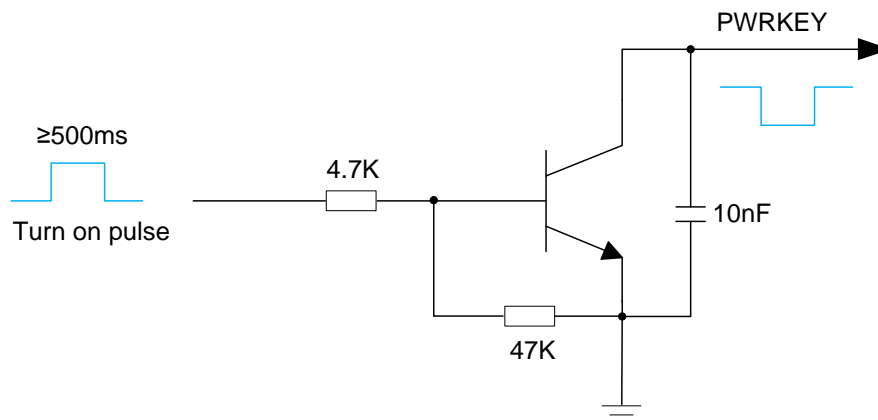 PWRKEY
≥500ms
4.7K
Turn on pulse
10nF
47K